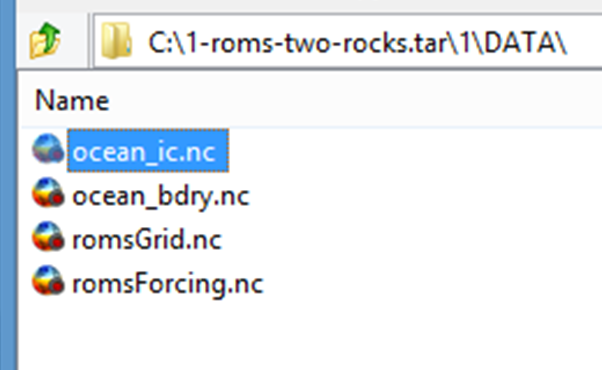 C:\1-roms-two-rocks.tar\1\DATA\
Name
ocean_ic.nc
ocean_bdry.nc
romsGrid.nc
romsForcing.nc